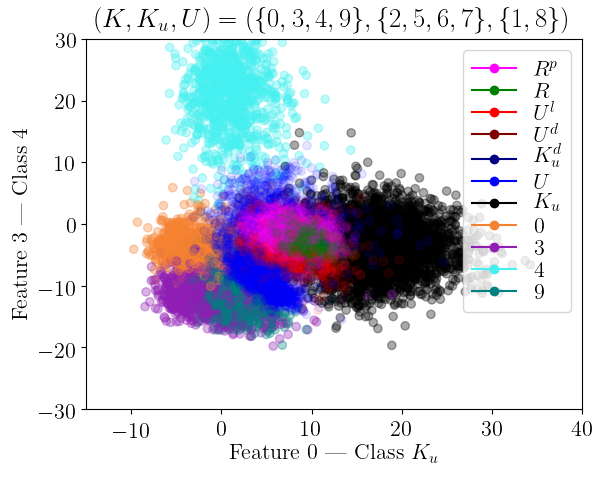 (K, K_u, U) = ({0, 3, 4, 9}, {2, 5, 6, 7}, {1, 8})
30
20
10
0
−10
−20
−30
Feature 3 — Class 4
R^p
R
U^l
U^d
K_u^d
U
K_u
0
3
4
9
−10
0
10
20
30
40
Feature 0 — Class K_u